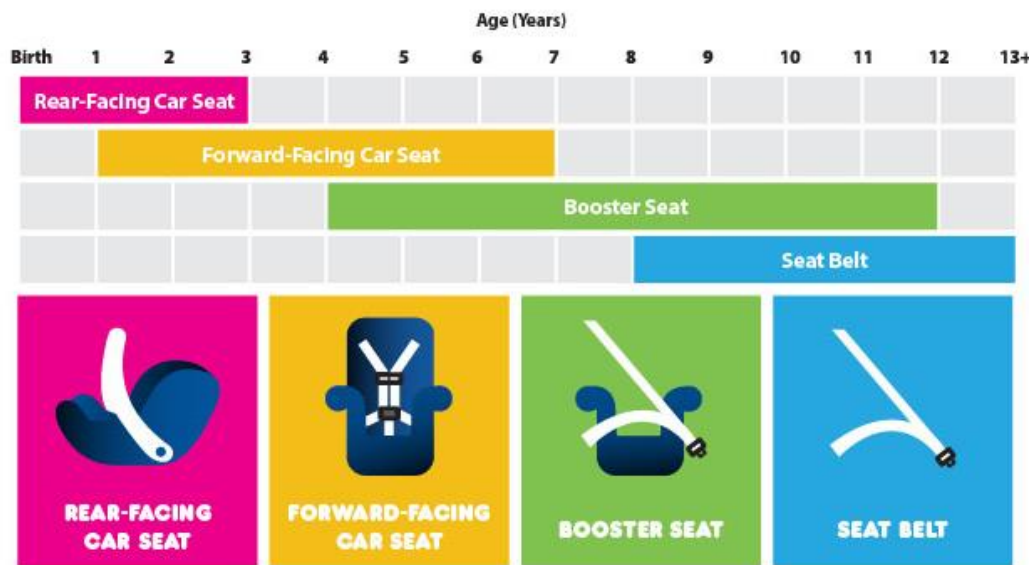 Age (Years)
Birth 1 2 3 4 5 6 7 8 9 10 11 12 13+
Rear-Facing Car Seat
Forward-Facing Car Seat
Booster Seat
Seat Belt
REAR-FACING
CAR SEAT
FORWARD-FACING
CAR SEAT
BOOSTER SEAT
SEAT BELT